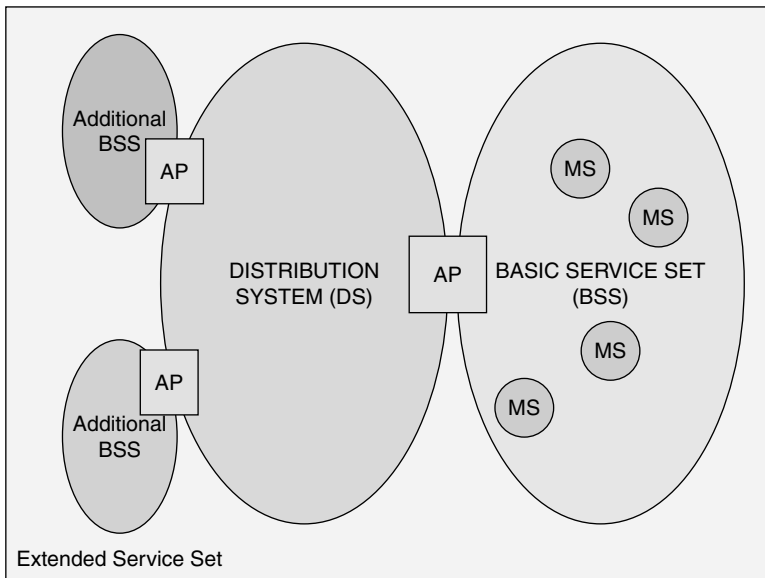 Additional
BSS
AP
DISTRIBUTION
SYSTEM (DS)
AP
BASIC SERVICE SET
(BSS)
MS
MS
MS
MS
AP
Additional
BSS
Extended Service Set